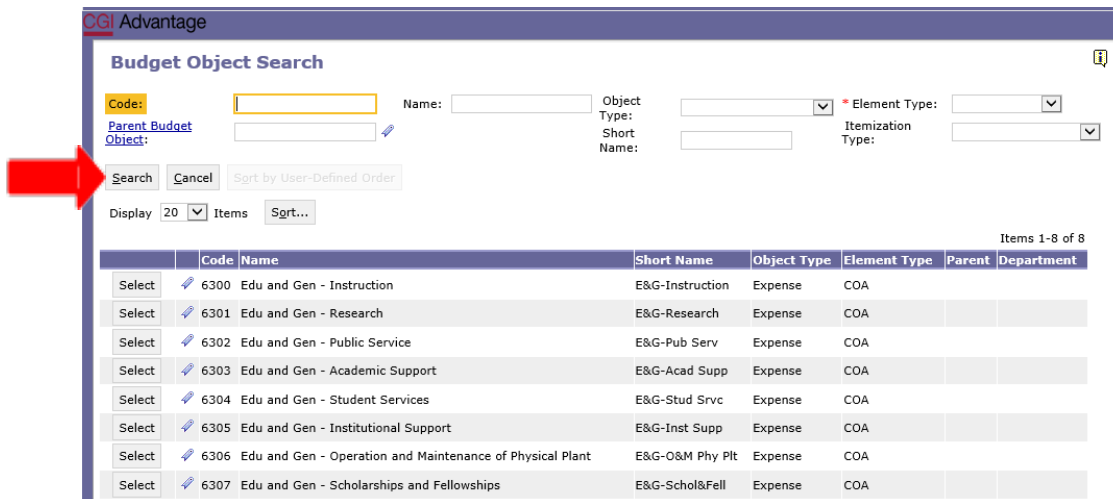 CGI Advantage
Budget Object Search
Code: Name: Object Type: * Element Type:
Parent Budget Object: Short Name: Itemization Type:
Search Cancel Sort by User-Defined Order
Display 20 Items Sort...
Items 1-8 of 8
Code Name Short Name Object Type Element Type Parent Department
Select 6300 Edu and Gen - Instruction E&G-Instruction Expense COA
Select 6301 Edu and Gen - Research E&G-Research Expense COA
Select 6302 Edu and Gen - Public Service E&G-Pub Serv Expense COA
Select 6303 Edu and Gen - Academic Support E&G-Acad Supp Expense COA
Select 6304 Edu and Gen - Student Services E&G-Stud Srvc Expense COA
Select 6305 Edu and Gen - Institutional Support E&G-Inst Supp Expense COA
Select 6306 Edu and Gen - Operation and Maintenance of Physical Plant E&G-O&M Phy Plt Expense COA
Select 6307 Edu and Gen - Scholarships and Fellowships E&G-Schol&Fell Expense COA